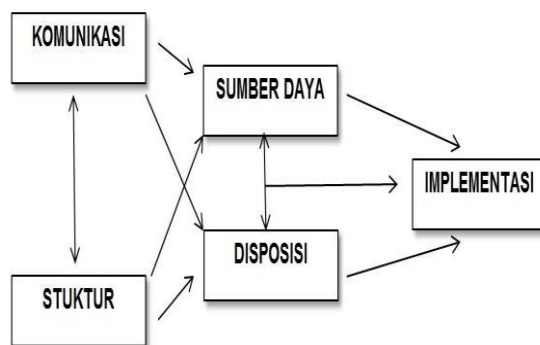 KOMUNIKASI
SUMBER DAYA
IMPLEMENTASI
DISPOSISI
STUKTUR